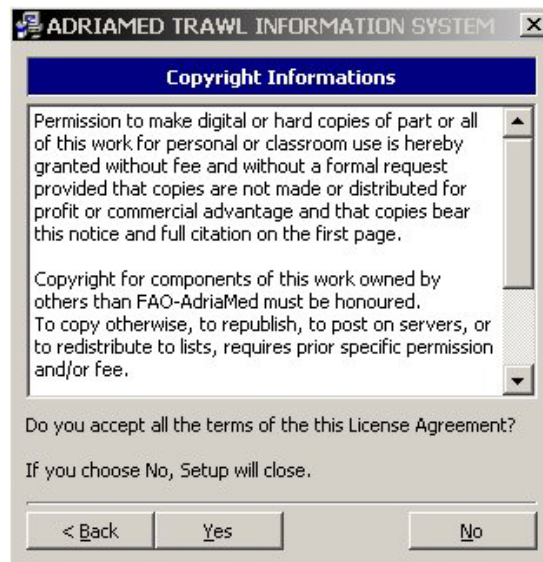 ADRIAMED TRAWL INFORMATION SYSTEM
Copyright Informations
Permission to make digital or hard copies of part or all
of this work for personal or classroom use is hereby
granted without fee and without a formal request
provided that copies are not made or distributed for
profit or commercial advantage and that copies bear
this notice and full citation on the first page.
Copyright for components of this work owned by
others than FAO-AdriaMed must be honoured.
To copy otherwise, to republish, to post on servers, or
to redistribute to lists, requires prior specific permission
and/or fee.
Do you accept all the terms of the this License Agreement?
If you choose No, Setup will close.
< Back
Yes
No